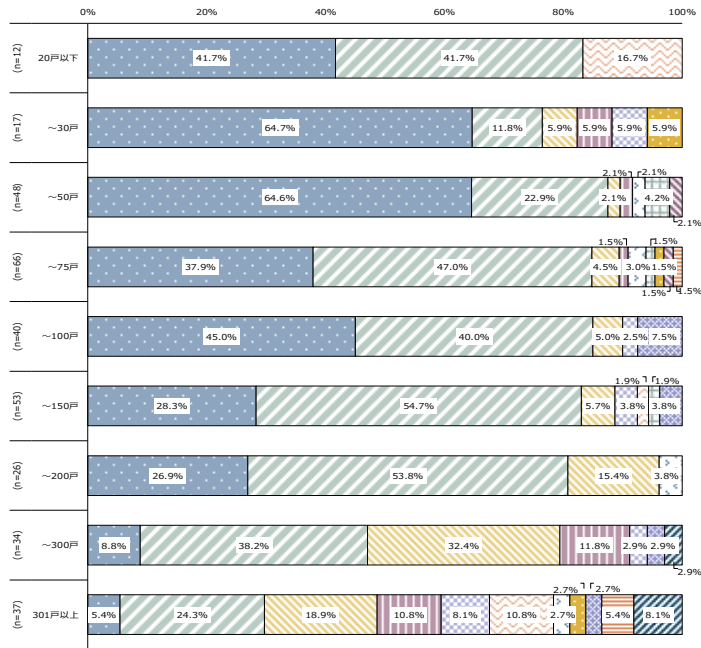 0% 20% 40% 60% 80% 100%
(n=12) 20戸以下 41.7% 41.7% 16.7%
(n=17) ～30戸 64.7% 11.8% 5.9% 5.9% 5.9% 5.9%
2.1% 2.1%
(n=48) ～50戸 64.6% 22.9% 2.1% 4.2%
2.1%
1.5% 1.5%
(n=66) ～75戸 37.9% 47.0% 4.5% 3.0% 1.5%
1.5% 1.5%
(n=40) ～100戸 45.0% 40.0% 5.0% 2.5% 7.5%
1.9% 1.9%
(n=53) ～150戸 28.3% 54.7% 5.7% 3.8% 3.8%
(n=26) ～200戸 26.9% 53.8% 15.4% 3.8%
(n=34) ～300戸 8.8% 38.2% 32.4% 11.8% 2.9% 2.9%
2.9%
2.7% 2.7%
(n=37) 301戸以上 5.4% 24.3% 18.9% 10.8% 8.1% 10.8% 2.7% 5.4% 8.1%